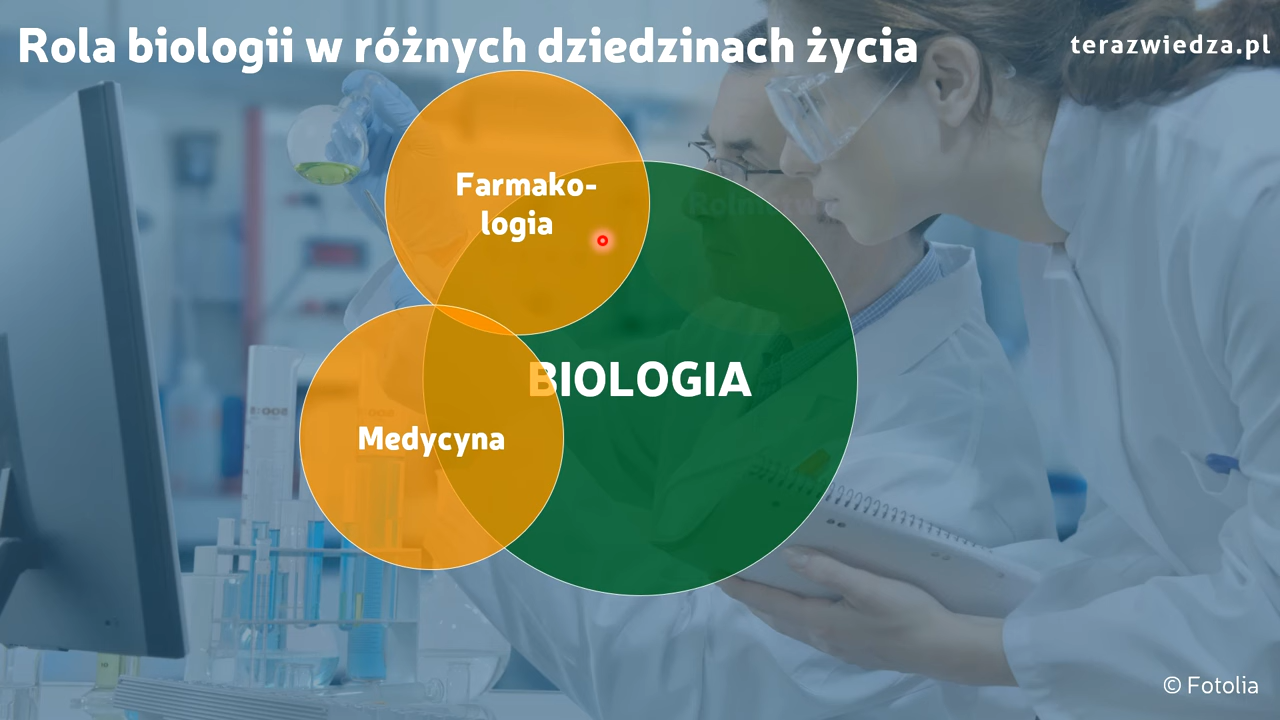 Rola biologii w różnych dziedzinach życia
terazwiedza.pl
Farmako-
logia
BIOLOGIA
Medycyna
© Fotolia